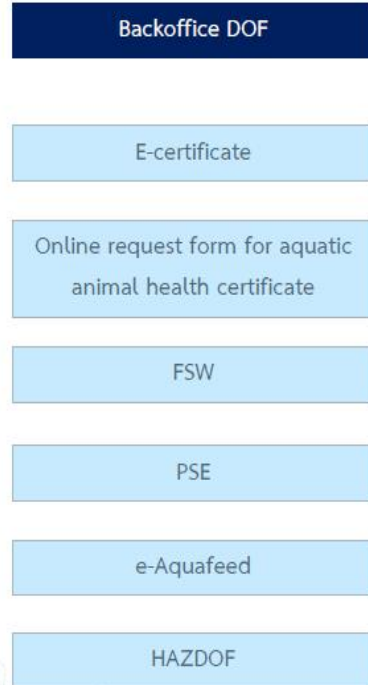 Backoffice DOF
E-certificate
Online request form for aquatic
animal health certificate
FSW
PSE
e-Aquafeed
HAZDOF